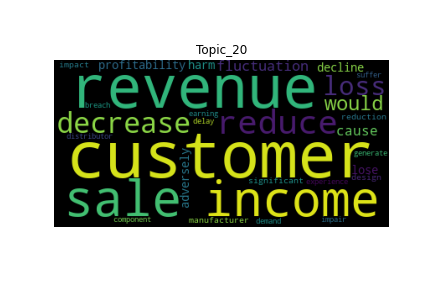 Topic_20
impact profitability harm fluctuation decline
suffer
revenue loss
breach would
earning reduction
decrease delay reduce cause
distributor
customer
generate
adversely lose
significant experience design
sale income
component manufacturer demand impair